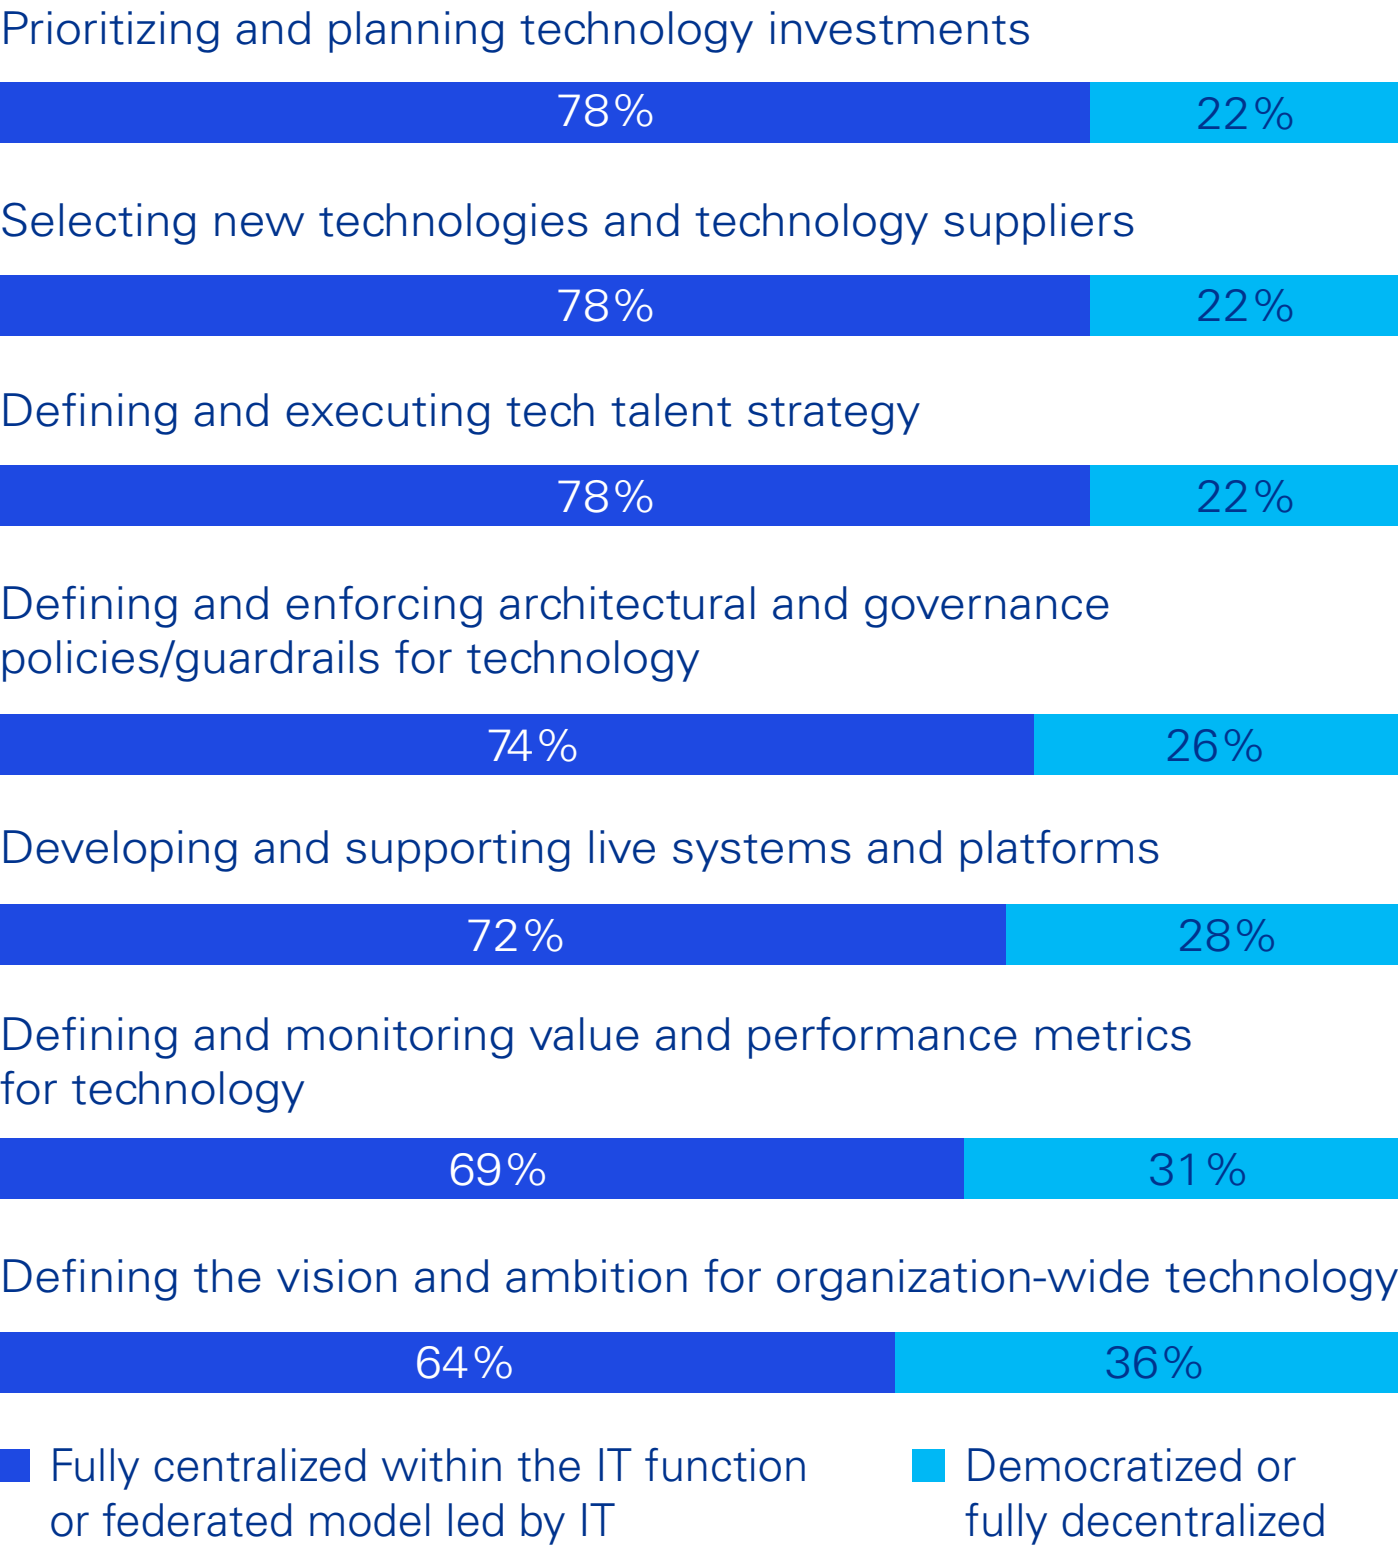 Prioritizing and planning technology investments
78% 22%
Selecting new technologies and technology suppliers
78% 22%
Defining and executing tech talent strategy
78% 22%
Defining and enforcing architectural and governance
policies/guardrails for technology
74% 26%
Developing and supporting live systems and platforms
72% 28%
Defining and monitoring value and performance metrics
for technology
69% 31%
Defining the vision and ambition for organization-wide technology
64% 36%
Fully centralized within the IT function
or federated model led by IT
Democratized or
fully decentralized